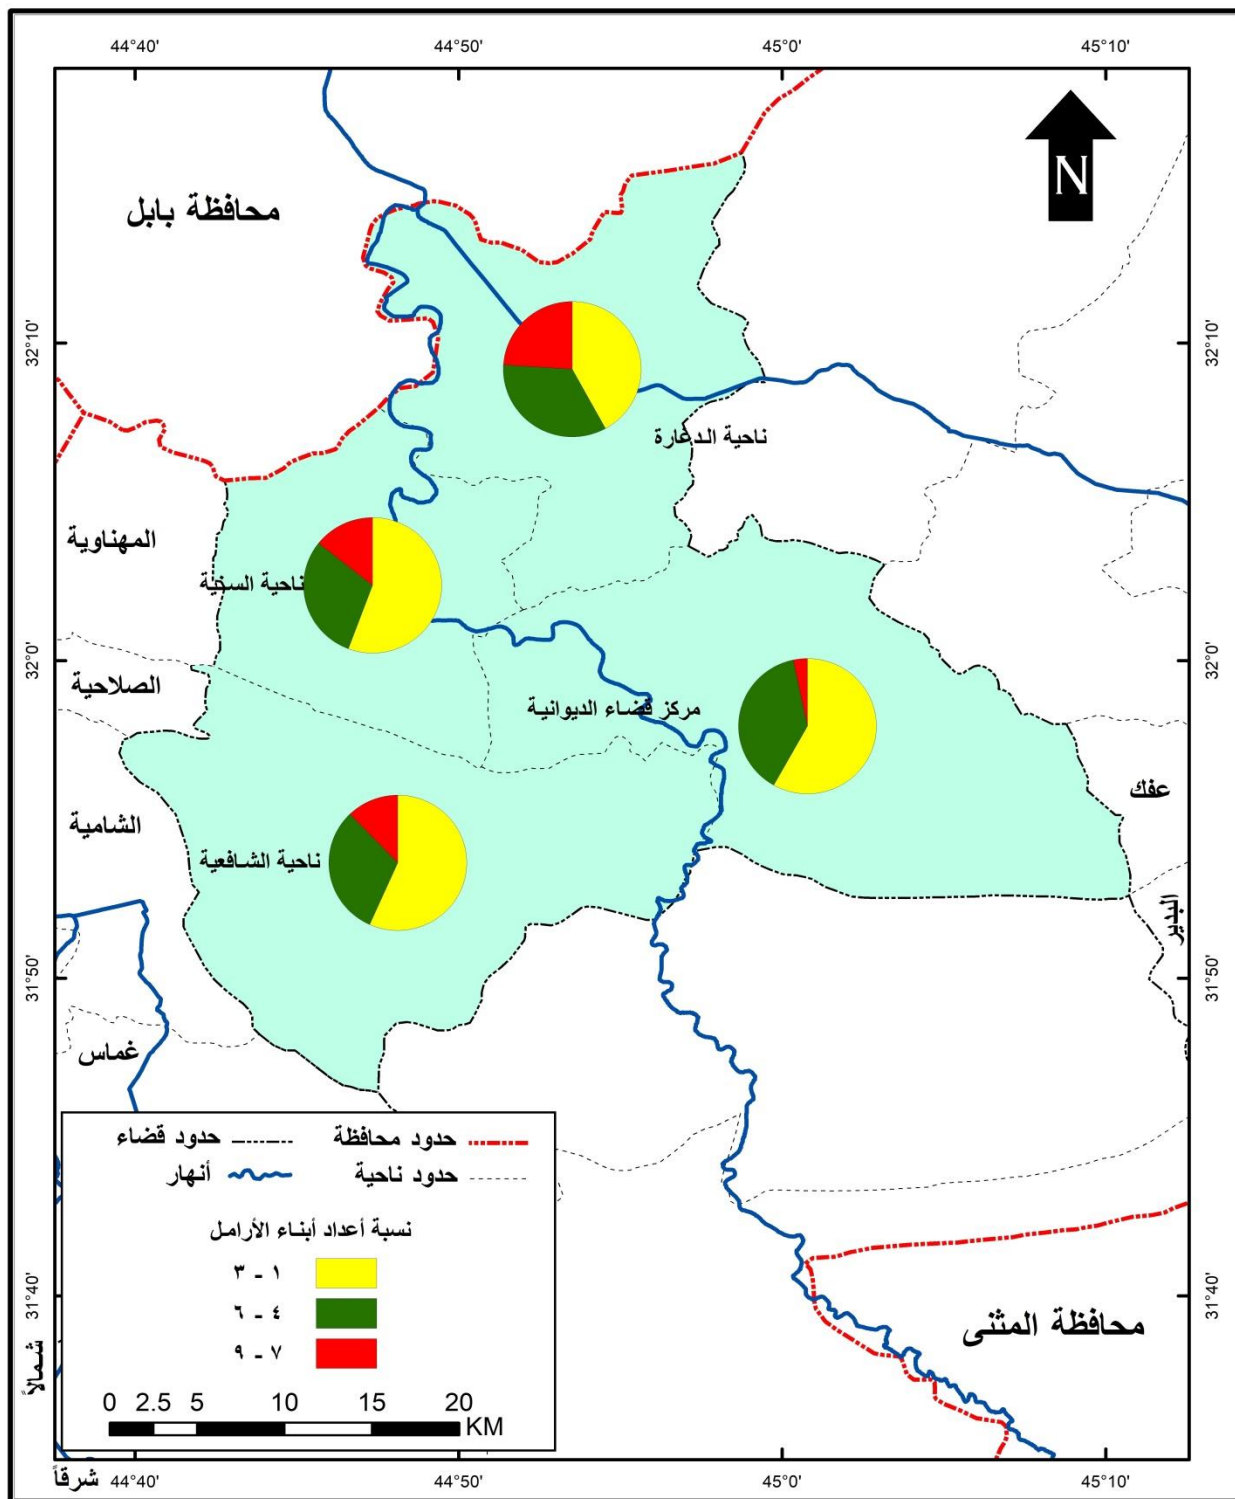 44°40' 44°50' 45°0' 45°10'
N
محافظة بابل
32°10' 32°10'
ناحية الدغارة
المهناوية
ناحية السنية
32°0' 32°0'
الصلاحية
مركز قضاء الديوانية
عفك
الشامية
ناحية الشافعية
البدير
31°50' 31°50'
غماس
حدود محافظة حدود قضاء
حدود ناحية أنهار
نسبة أعداد أبناء الأرامل
١ - ٣
٤ - ٦
٧ - ٩
31°40' 31°40'
محافظة المثنى
شمالاً
0 2.5 5 10 15 20
KM
شرقاً
44°40' 44°50' 45°0' 45°10'